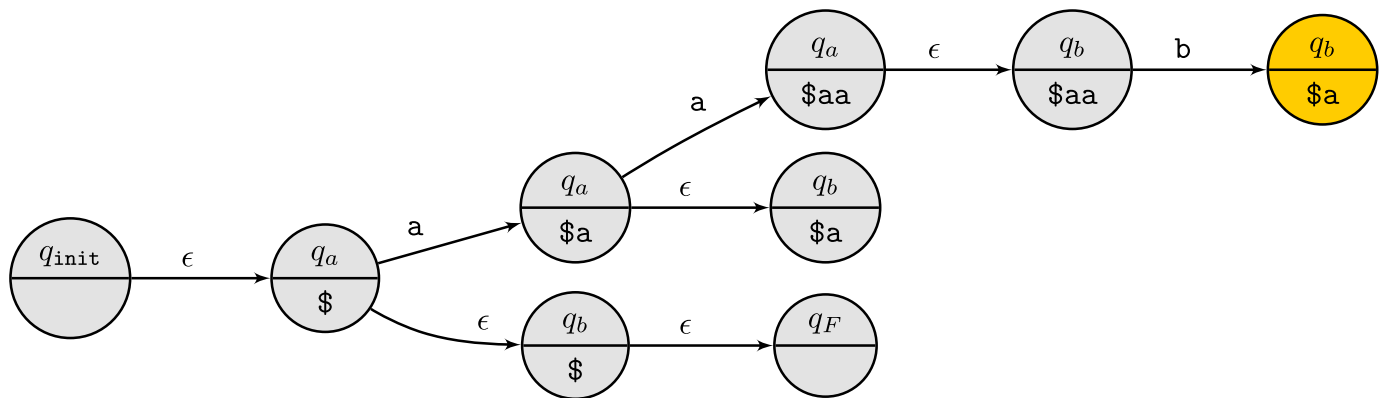 q_a ϵ q_b b q_b
$aa $aa $a
a
q_a ϵ q_b
$a $a
a
q_init ϵ q_a
$
ϵ q_b ϵ q_F
$